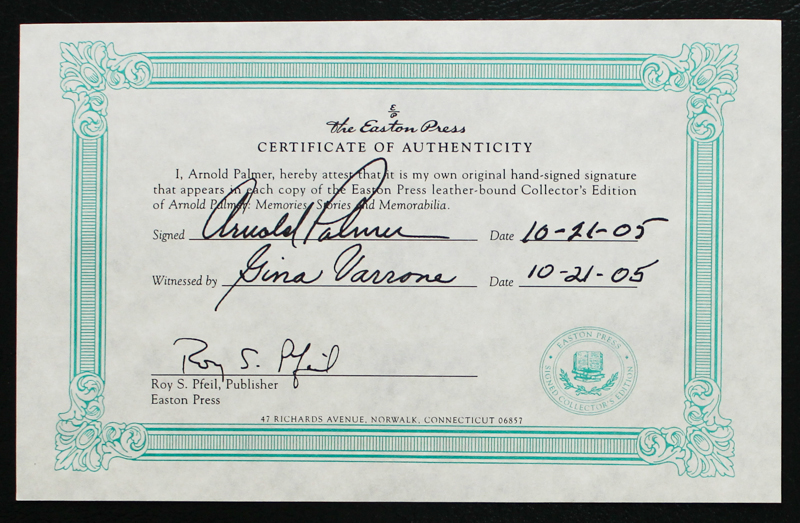 E
P
The Easton Press
CERTIFICATE OF AUTHENTICITY
I, Arnold Palmer, hereby attest that it is my own original hand-signed signature
that appears in each copy of the Easton Press leather-bound Collector's Edition
of Arnold Palmer: Memories, Stories and Memorabilia.
Signed Arnold Palmer Date 10-21-05
Witnessed by Gina Varrone Date 10-21-05
Roy S. Pfeil
Roy S. Pfeil, Publisher
Easton Press
EASTON PRESS
SIGNED COLLECTOR'S EDITION
47 RICHARDS AVENUE, NORWALK, CONNECTICUT 06857